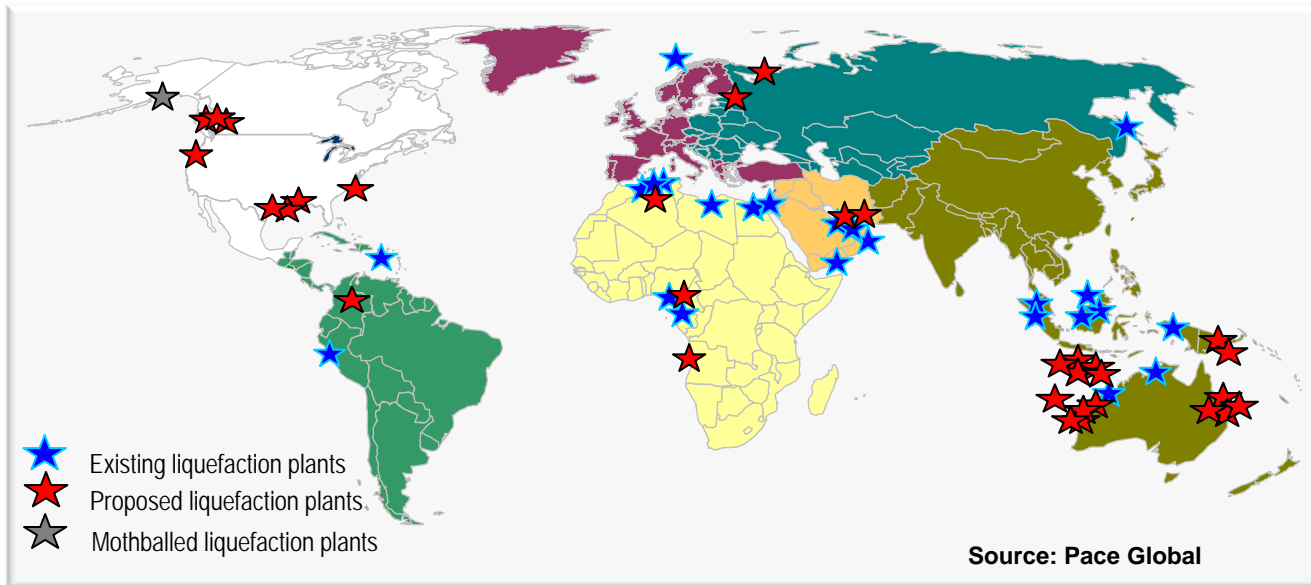 Existing liquefaction plants
Proposed liquefaction plants
Mothballed liquefaction plants
Source: Pace Global